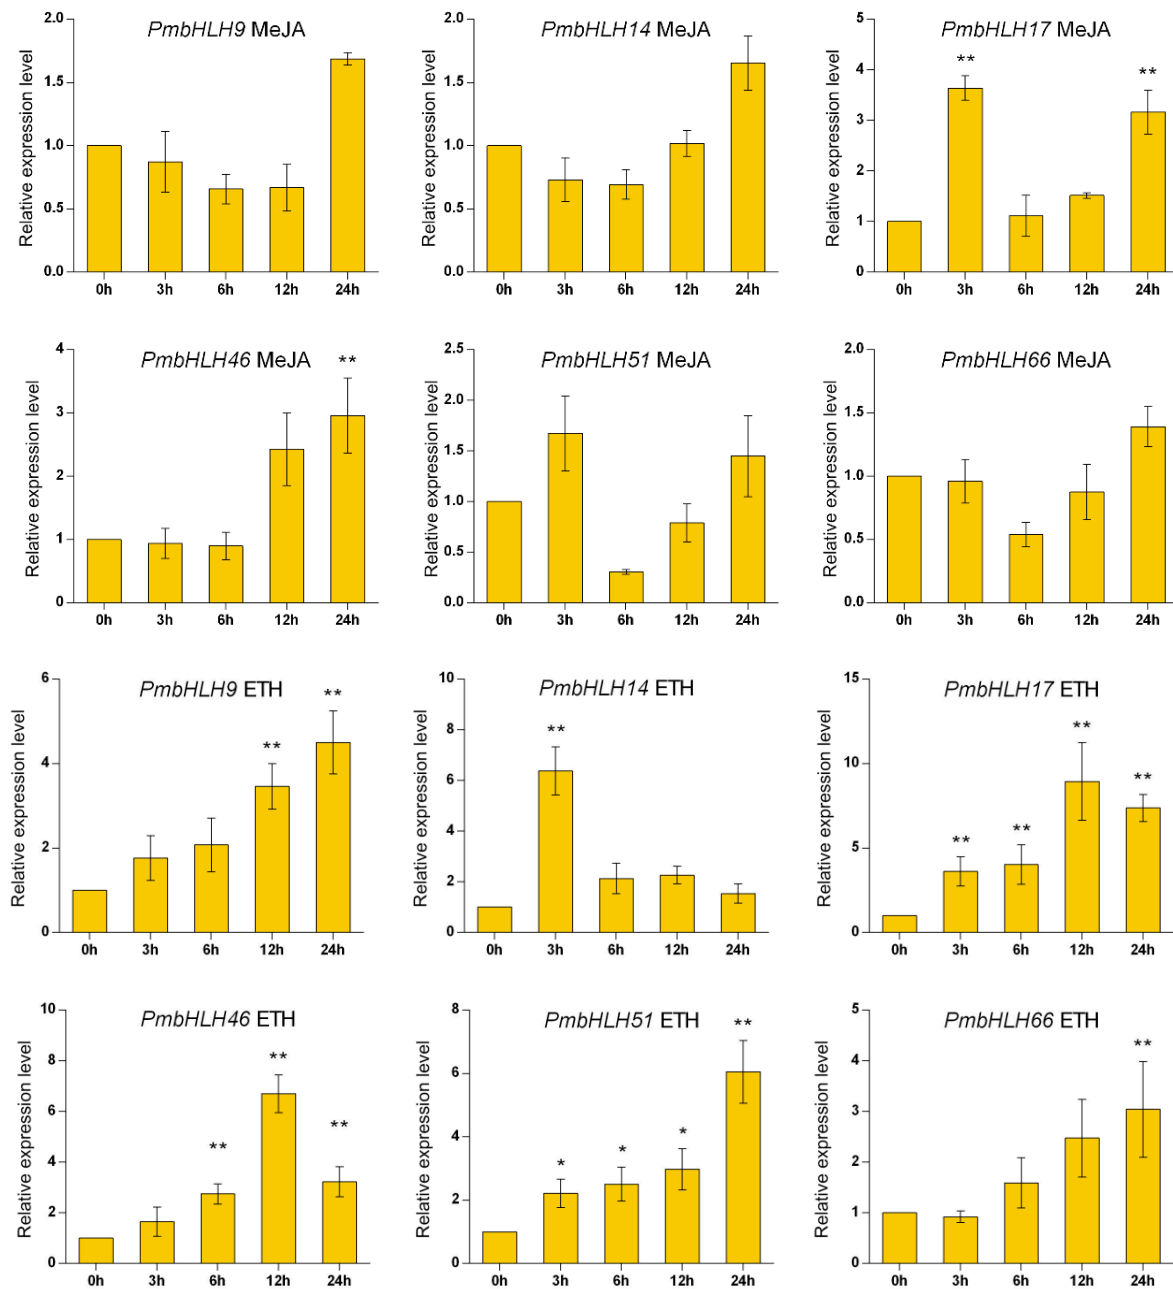 PmbHLH9 MeJA
Relative expression level
2.0
1.5
1.0
0.5
0.0
0h 3h 6h 12h 24h
PmbHLH14 MeJA
Relative expression level
2.0
1.5
1.0
0.5
0.0
0h 3h 6h 12h 24h
PmbHLH17 MeJA
Relative expression level
5
4
3
2
1
0
** **
0h 3h 6h 12h 24h
PmbHLH46 MeJA
Relative expression level
4
3
2
1
0
**
0h 3h 6h 12h 24h
PmbHLH51 MeJA
Relative expression level
2.5
2.0
1.5
1.0
0.5
0.0
0h 3h 6h 12h 24h
PmbHLH66 MeJA
Relative expression level
2.0
1.5
1.0
0.5
0.0
0h 3h 6h 12h 24h
PmbHLH9 ETH
Relative expression level
6
4
2
0
** **
0h 3h 6h 12h 24h
PmbHLH14 ETH
Relative expression level
10
8
6
4
2
0
**
0h 3h 6h 12h 24h
PmbHLH17 ETH
Relative expression level
15
10
5
0
** ** ** **
0h 3h 6h 12h 24h
PmbHLH46 ETH
Relative expression level
10
8
6
4
2
0
** ** **
0h 3h 6h 12h 24h
PmbHLH51 ETH
Relative expression level
8
6
4
2
0
* * * **
0h 3h 6h 12h 24h
PmbHLH66 ETH
Relative expression level
5
4
3
2
1
0
**
0h 3h 6h 12h 24h